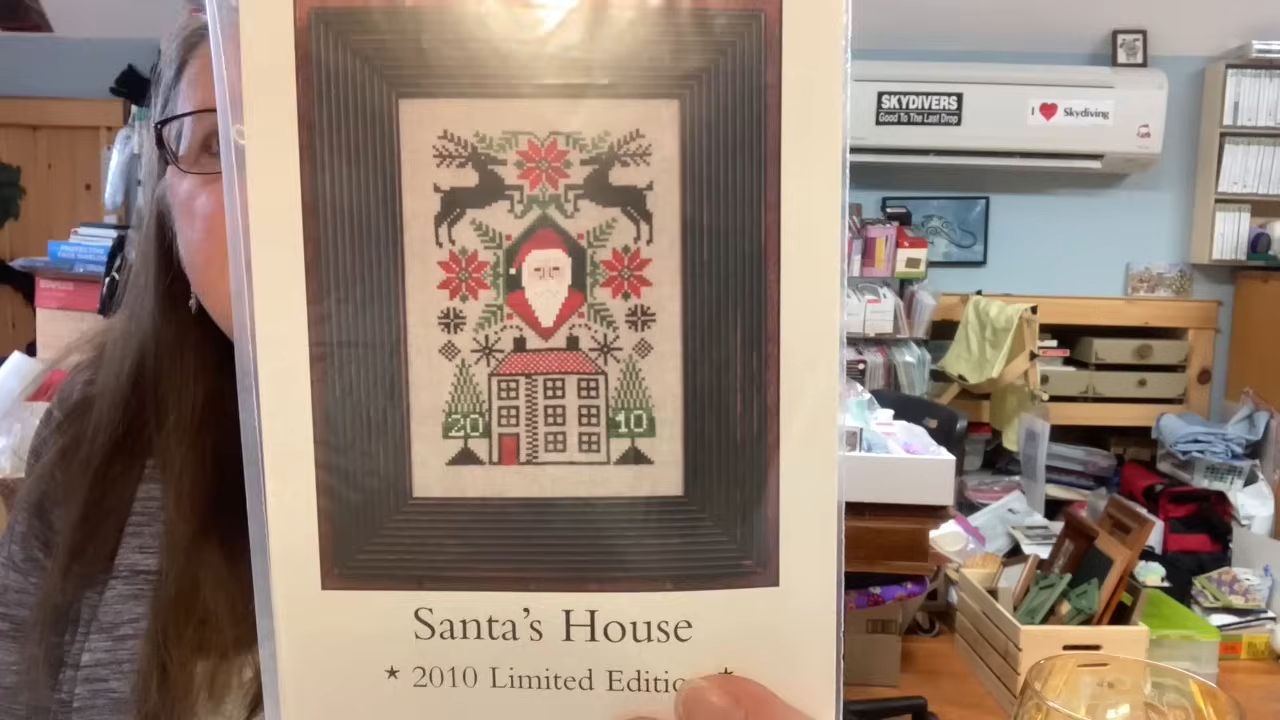 SKYDIVERS
Good To The Last Drop
I ❤ Skydiving
20 10
Santa's House
★ 2010 Limited Editio ★